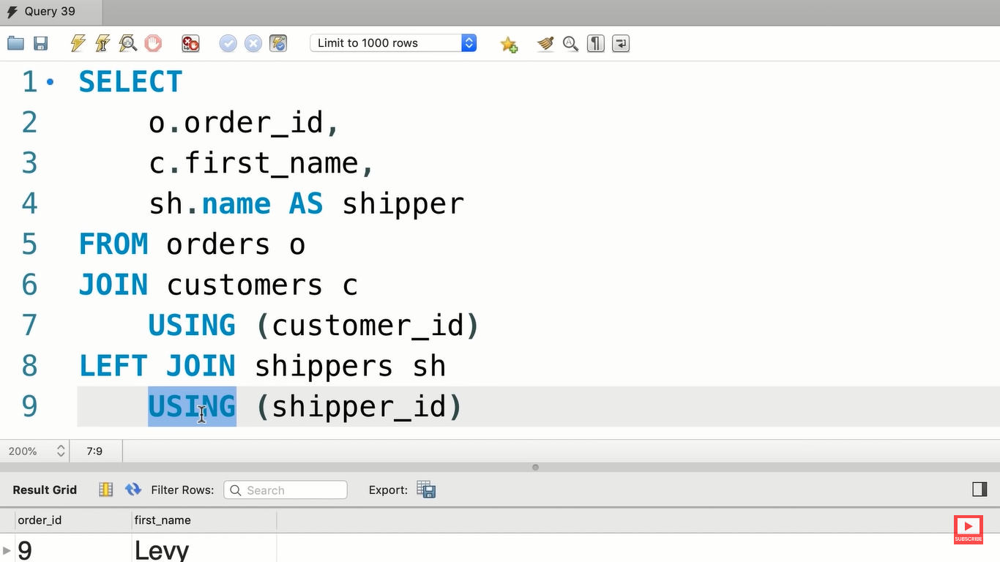 Query 39
Limit to 1000 rows
1 SELECT
2 o.order_id,
3 c.first_name,
4 sh.name AS shipper
5 FROM orders o
6 JOIN customers c
7 USING (customer_id)
8 LEFT JOIN shippers sh
9 USING (shipper_id)
200% 7:9
Result Grid Filter Rows: Search Export:
order_id first_name
9 Levy
SUBSCRIBE